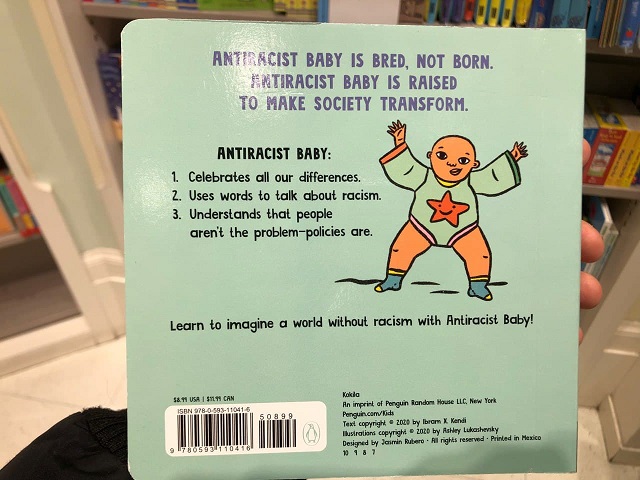 ANTIRACIST BABY IS BRED, NOT BORN.
ANTIRACIST BABY IS RAISED
TO MAKE SOCIETY TRANSFORM.
ANTIRACIST BABY:
1. Celebrates all our differences.
2. Uses words to talk about racism.
3. Understands that people
aren't the problem-policies are.
Learn to imagine a world without racism with Antiracist Baby!
$8.99 USA | $11.99 CAN
ISBN 978-0-593-11041-6
50899
9 780593 110416
Kokila
An imprint of Penguin Random House LLC, New York
Penguin.com/Kids
Text copyright © 2020 by Ibram X. Kendi
Illustrations copyright © 2020 by Ashley Lukashevsky
Designed by Jasmin Rubero • All rights reserved • Printed in Mexico
10 9 8 7